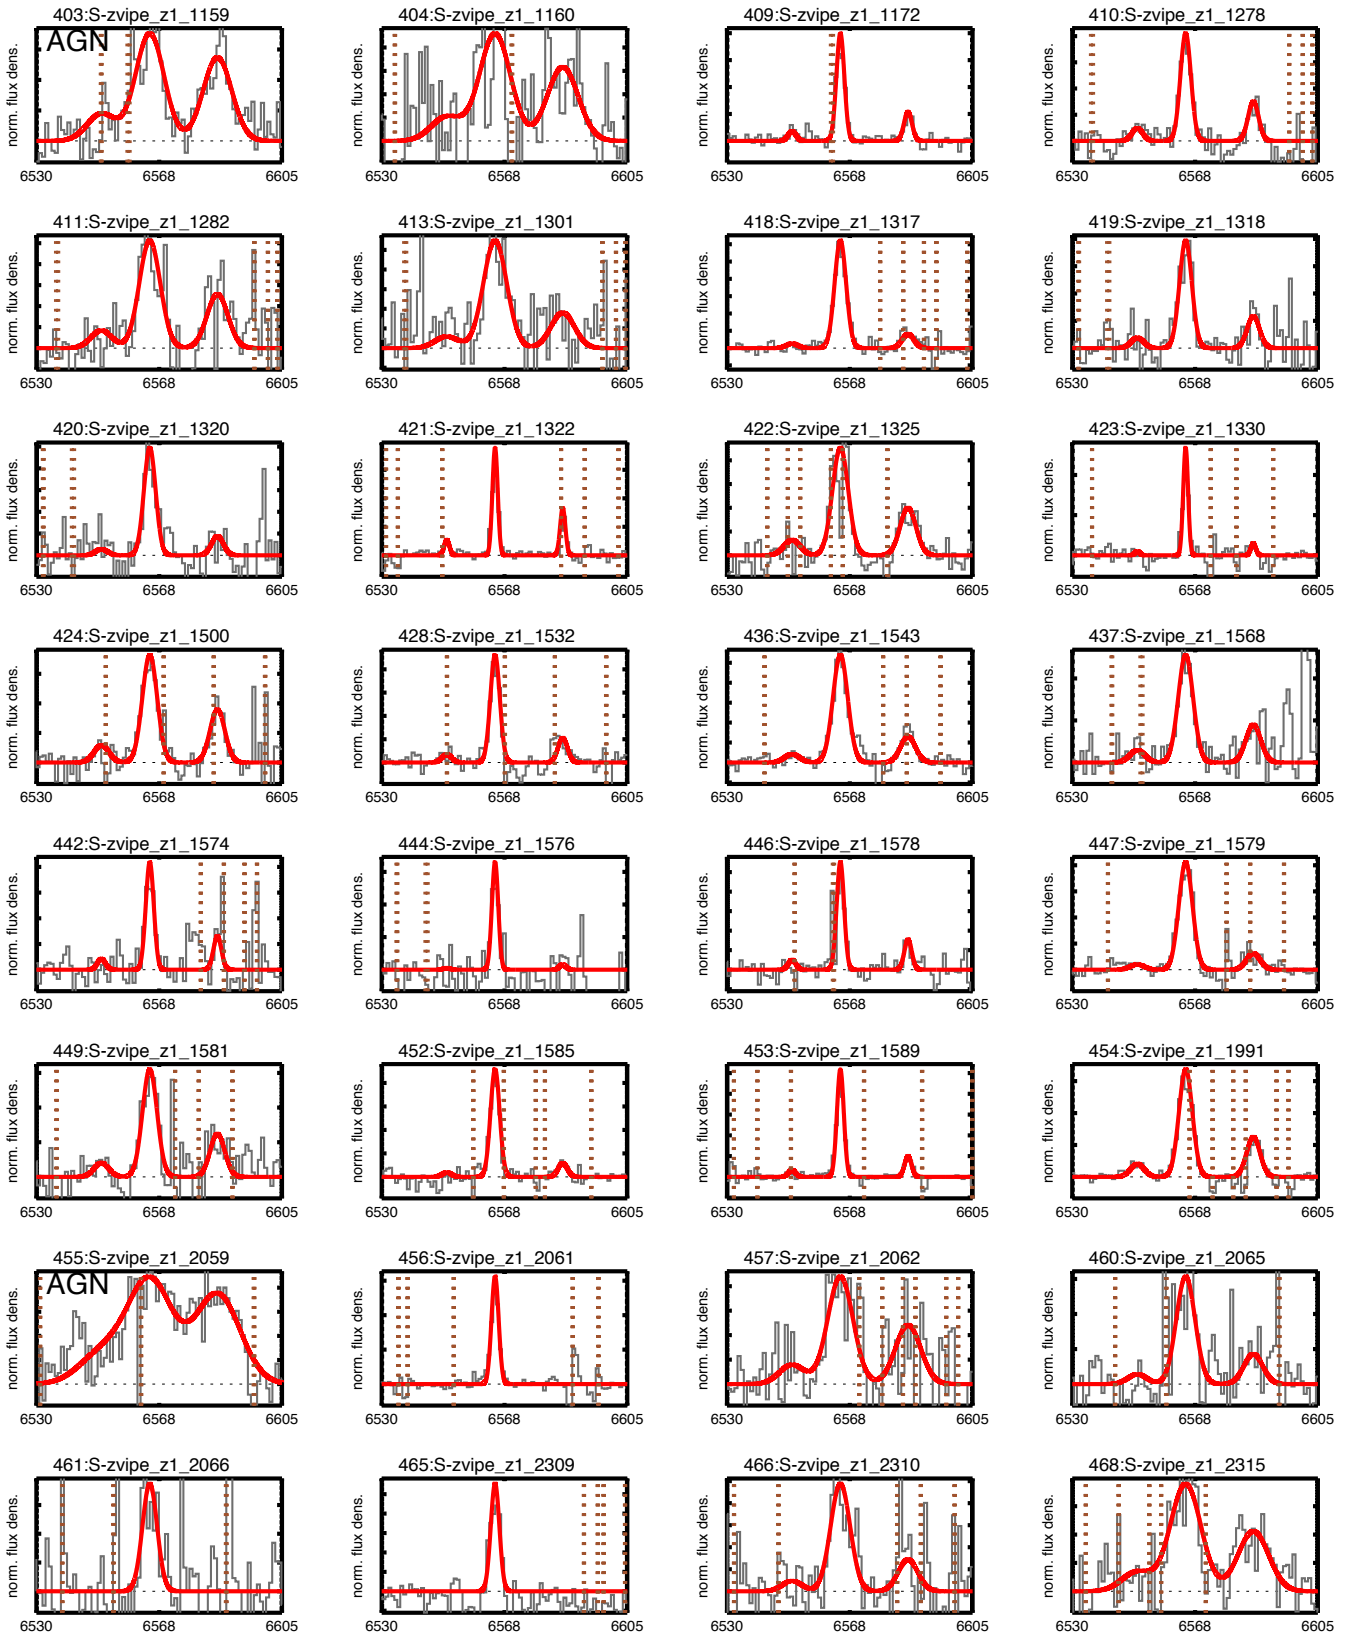 403:S-zvipe_z1_1159 404:S-zvipe_z1_1160 409:S-zvipe_z1_1172 410:S-zvipe_z1_1278
AGN
norm. flux dens. norm. flux dens. norm. flux dens. norm. flux dens.
6530 6568 6605 6530 6568 6605 6530 6568 6605 6530 6568 6605
411:S-zvipe_z1_1282 413:S-zvipe_z1_1301 418:S-zvipe_z1_1317 419:S-zvipe_z1_1318
norm. flux dens. norm. flux dens. norm. flux dens. norm. flux dens.
6530 6568 6605 6530 6568 6605 6530 6568 6605 6530 6568 6605
420:S-zvipe_z1_1320 421:S-zvipe_z1_1322 422:S-zvipe_z1_1325 423:S-zvipe_z1_1330
norm. flux dens. norm. flux dens. norm. flux dens. norm. flux dens.
6530 6568 6605 6530 6568 6605 6530 6568 6605 6530 6568 6605
424:S-zvipe_z1_1500 428:S-zvipe_z1_1532 436:S-zvipe_z1_1543 437:S-zvipe_z1_1568
norm. flux dens. norm. flux dens. norm. flux dens. norm. flux dens.
6530 6568 6605 6530 6568 6605 6530 6568 6605 6530 6568 6605
442:S-zvipe_z1_1574 444:S-zvipe_z1_1576 446:S-zvipe_z1_1578 447:S-zvipe_z1_1579
norm. flux dens. norm. flux dens. norm. flux dens. norm. flux dens.
6530 6568 6605 6530 6568 6605 6530 6568 6605 6530 6568 6605
449:S-zvipe_z1_1581 452:S-zvipe_z1_1585 453:S-zvipe_z1_1589 454:S-zvipe_z1_1991
norm. flux dens. norm. flux dens. norm. flux dens. norm. flux dens.
6530 6568 6605 6530 6568 6605 6530 6568 6605 6530 6568 6605
455:S-zvipe_z1_2059 456:S-zvipe_z1_2061 457:S-zvipe_z1_2062 460:S-zvipe_z1_2065
AGN
norm. flux dens. norm. flux dens. norm. flux dens. norm. flux dens.
6530 6568 6605 6530 6568 6605 6530 6568 6605 6530 6568 6605
461:S-zvipe_z1_2066 465:S-zvipe_z1_2309 466:S-zvipe_z1_2310 468:S-zvipe_z1_2315
norm. flux dens. norm. flux dens. norm. flux dens. norm. flux dens.
6530 6568 6605 6530 6568 6605 6530 6568 6605 6530 6568 6605